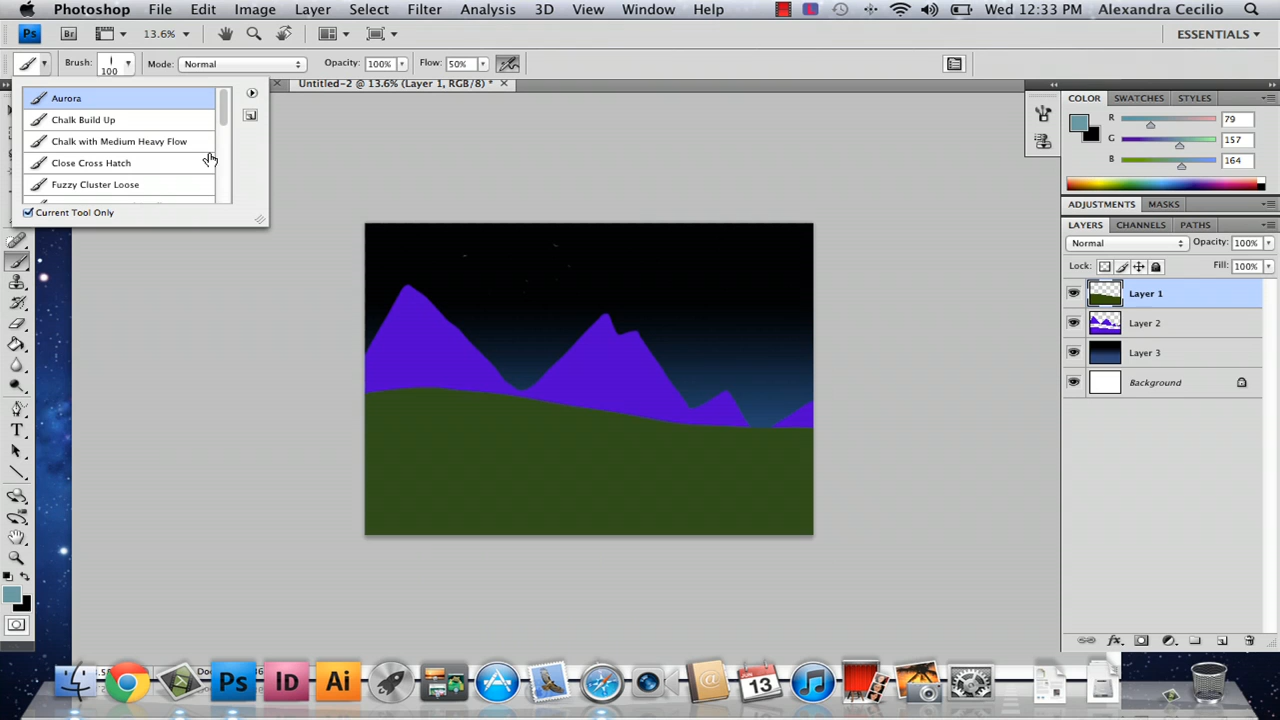 Photoshop File Edit Image Layer Select Filter Analysis 3D View Window Help Wed 12:33 PM Alexandra Cecilio
Ps Br 13.6% ESSENTIALS
Brush: 100 Mode: Normal Opacity: 100% Flow: 50%
Untitled-2 @ 13.6% (Layer 1, RGB/8) *
Aurora
Chalk Build Up
Chalk with Medium Heavy Flow
Close Cross Hatch
Fuzzy Cluster Loose
Current Tool Only
COLOR SWATCHES STYLES
R 79
G 157
B 164
ADJUSTMENTS MASKS
LAYERS CHANNELS PATHS
Normal Opacity: 100%
Lock: Fill: 100%
Layer 1
Layer 2
Layer 3
Background
T
fx
Ps ID Ai
JUL
13